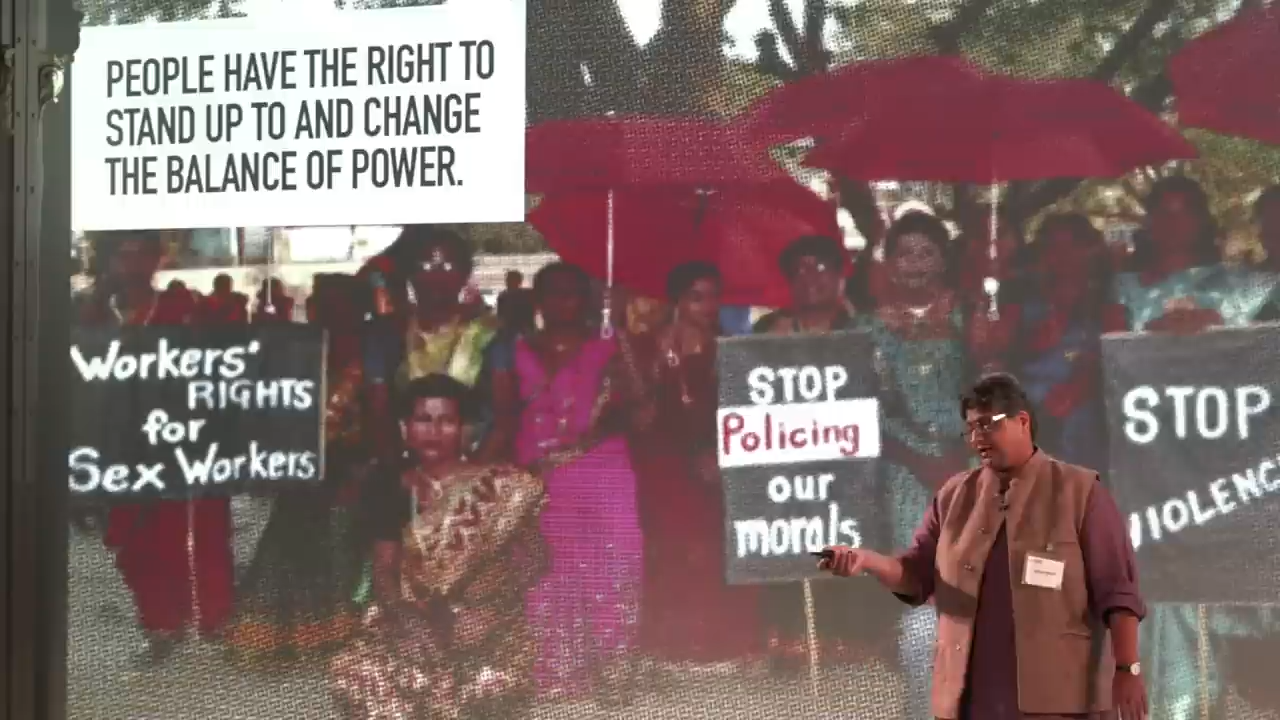 PEOPLE HAVE THE RIGHT TO
STAND UP TO AND CHANGE
THE BALANCE OF POWER.
Workers'
RIGHTS
for
Sex Workers
STOP
Policing
our
morals
STOP
VIOLENC